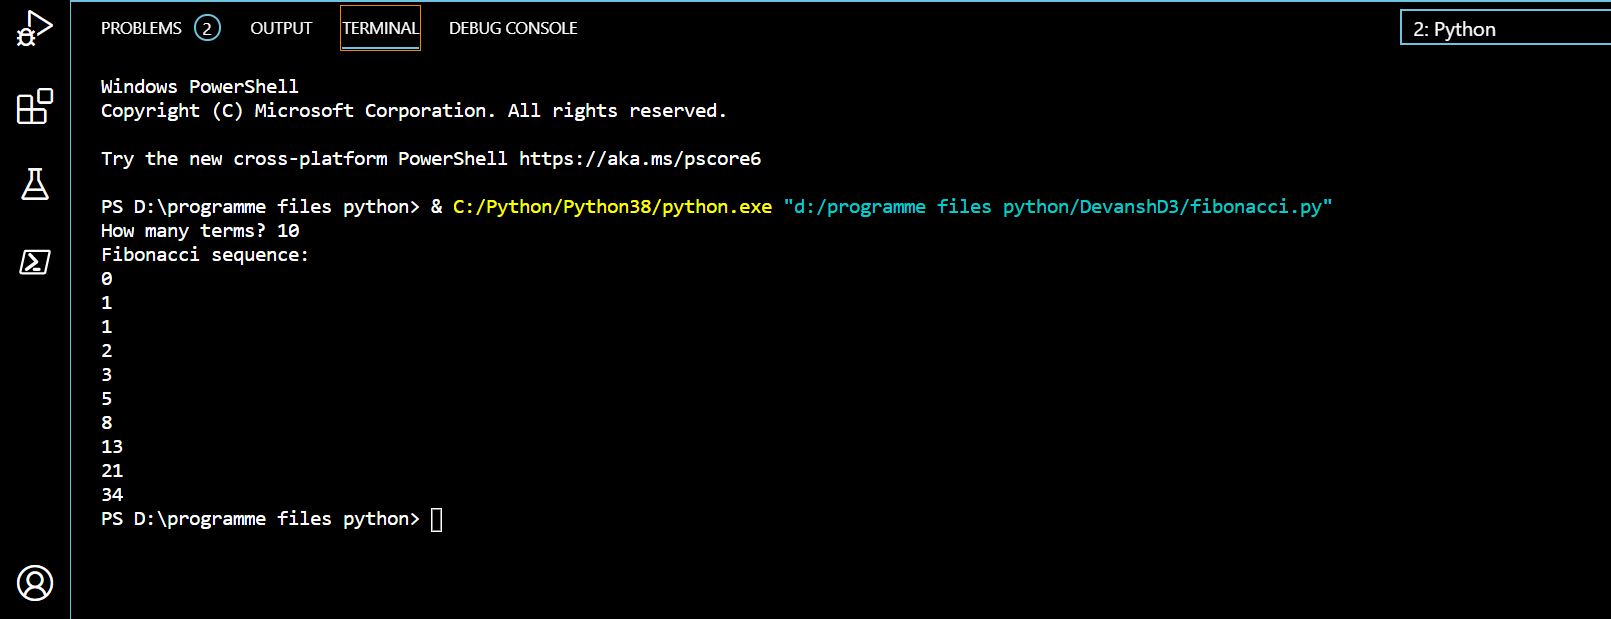 PROBLEMS 2 OUTPUT TERMINAL DEBUG CONSOLE 2: Python
Windows PowerShell
Copyright (C) Microsoft Corporation. All rights reserved.
Try the new cross-platform PowerShell https://aka.ms/pscore6
PS D:\programme files python> & C:/Python/Python38/python.exe "d:/programme files python/DevanshD3/fibonacci.py"
How many terms? 10
Fibonacci sequence:
0
1
1
2
3
5
8
13
21
34
PS D:\programme files python>